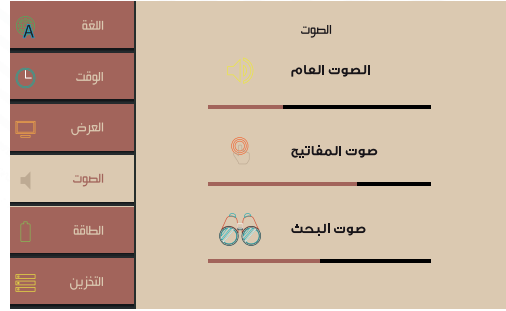 الصوت
الصوت العام
صوت المفاتيح
صوت البحث
اللغة
الوقت
العرض
الصوت
الطاقة
التخزين